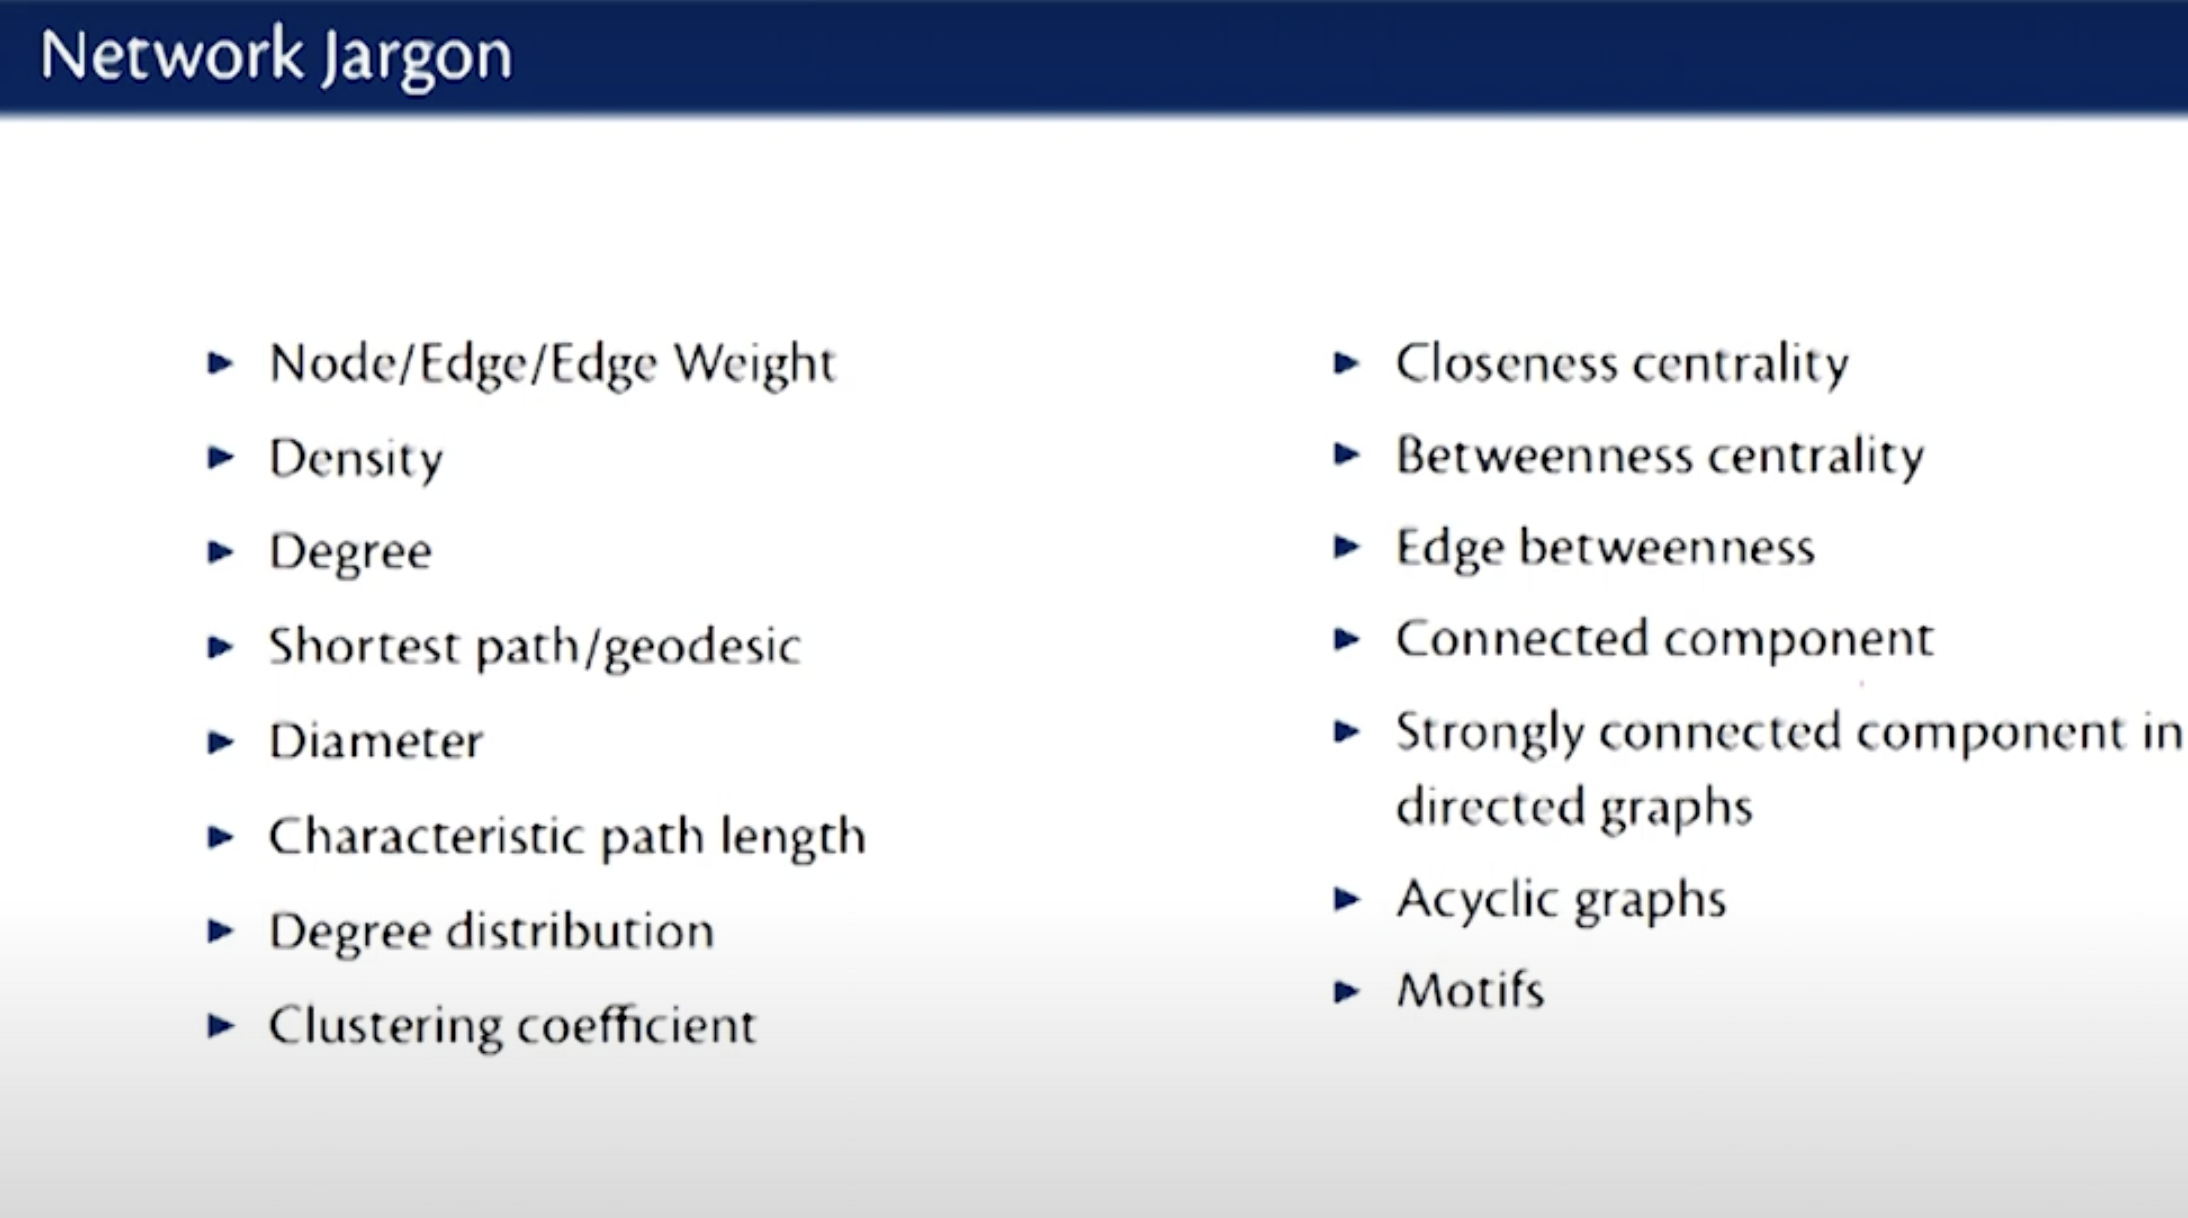 Network Jargon
Node/Edge/Edge Weight
Density
Degree
Shortest path/geodesic
Diameter
Characteristic path length
Degree distribution
Clustering coefficient
Closeness centrality
Betweenness centrality
Edge betweenness
Connected component
Strongly connected component in
directed graphs
Acyclic graphs
Motifs